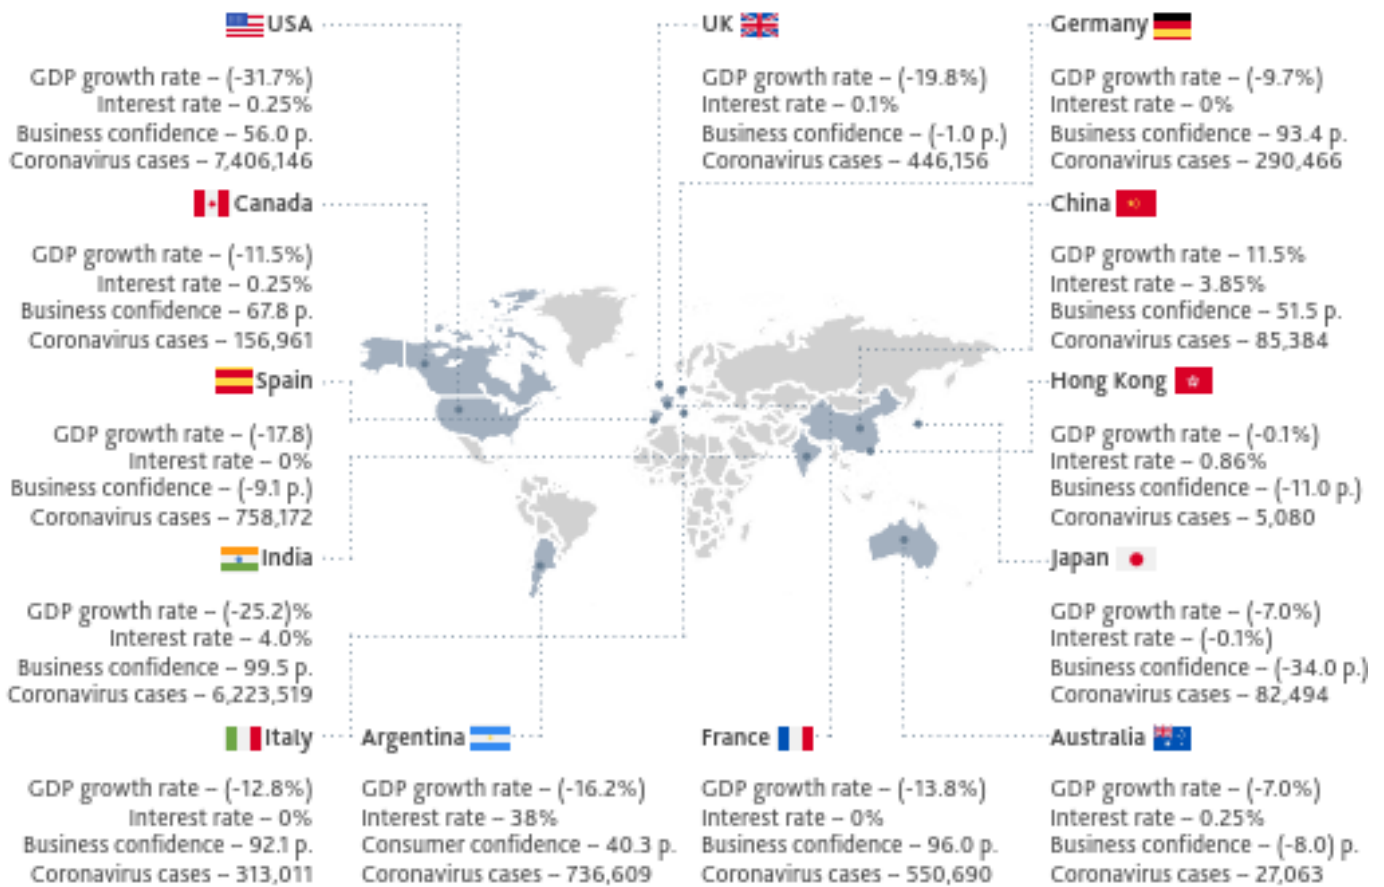 USA
GDP growth rate – (-31.7%)
Interest rate – 0.25%
Business confidence – 56.0 p.
Coronavirus cases – 7,406,146
Canada
GDP growth rate – (-11.5%)
Interest rate – 0.25%
Business confidence – 67.8 p.
Coronavirus cases – 156,961
Spain
GDP growth rate – (-17.8)
Interest rate – 0%
Business confidence – (-9.1 p.)
Coronavirus cases – 758,172
India
GDP growth rate – (-25.2)%
Interest rate – 4.0%
Business confidence – 99.5 p.
Coronavirus cases – 6,223,519
Italy
GDP growth rate – (-12.8%)
Interest rate – 0%
Business confidence – 92.1 p.
Coronavirus cases – 313,011
Argentina
GDP growth rate – (-16.2%)
Interest rate – 38%
Consumer confidence – 40.3 p.
Coronavirus cases – 736,609
UK
GDP growth rate – (-19.8%)
Interest rate – 0.1%
Business confidence – (-1.0 p.)
Coronavirus cases – 446,156
France
GDP growth rate – (-13.8%)
Interest rate – 0%
Business confidence – 96.0 p.
Coronavirus cases – 550,690
Germany
GDP growth rate – (-9.7%)
Interest rate – 0%
Business confidence – 93.4 p.
Coronavirus cases – 290,466
China
GDP growth rate – 11.5%
Interest rate – 3.85%
Business confidence – 51.5 p.
Coronavirus cases – 85,384
Hong Kong
GDP growth rate – (-0.1%)
Interest rate – 0.86%
Business confidence – (-11.0 p.)
Coronavirus cases – 5,080
Japan
GDP growth rate – (-7.0%)
Interest rate – (-0.1%)
Business confidence – (-34.0 p.)
Coronavirus cases – 82,494
Australia
GDP growth rate – (-7.0%)
Interest rate – 0.25%
Business confidence – (-8.0) p.
Coronavirus cases – 27,063